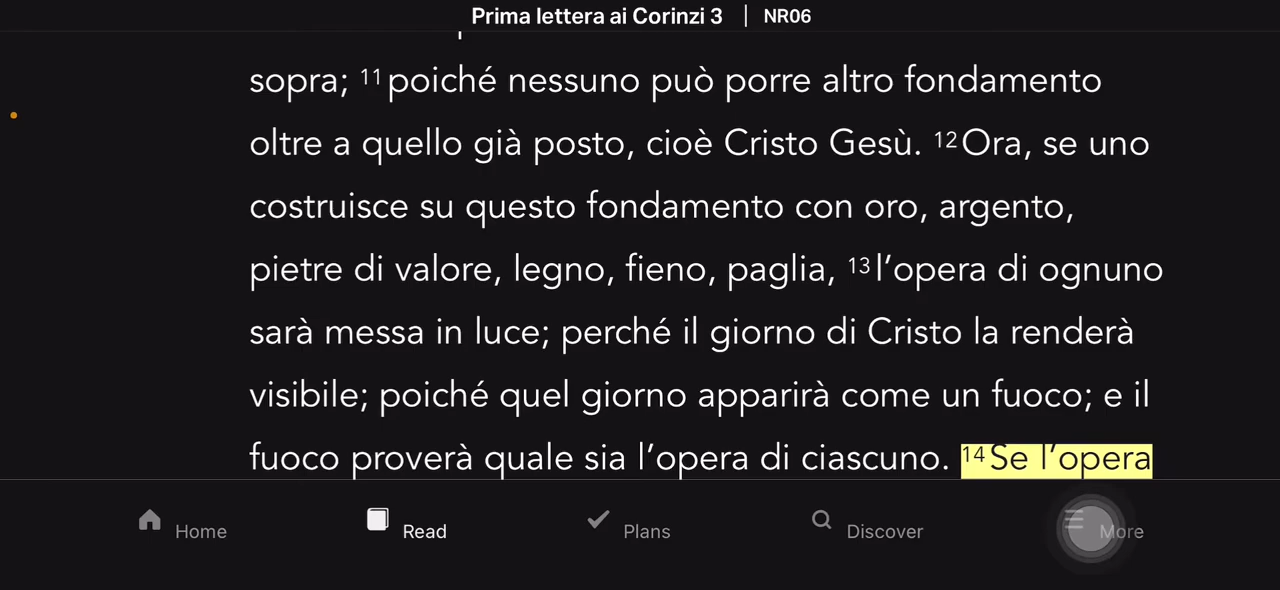 Prima lettera ai Corinzi 3 | NR06
sopra; 11 poiché nessuno può porre altro fondamento
oltre a quello già posto, cioè Cristo Gesù. 12 Ora, se uno
costruisce su questo fondamento con oro, argento,
pietre di valore, legno, fieno, paglia, 13 l’opera di ognuno
sarà messa in luce; perché il giorno di Cristo la renderà
visibile; poiché quel giorno apparirà come un fuoco; e il
fuoco proverà quale sia l’opera di ciascuno. 14 Se l’opera
Home Read Plans Discover More